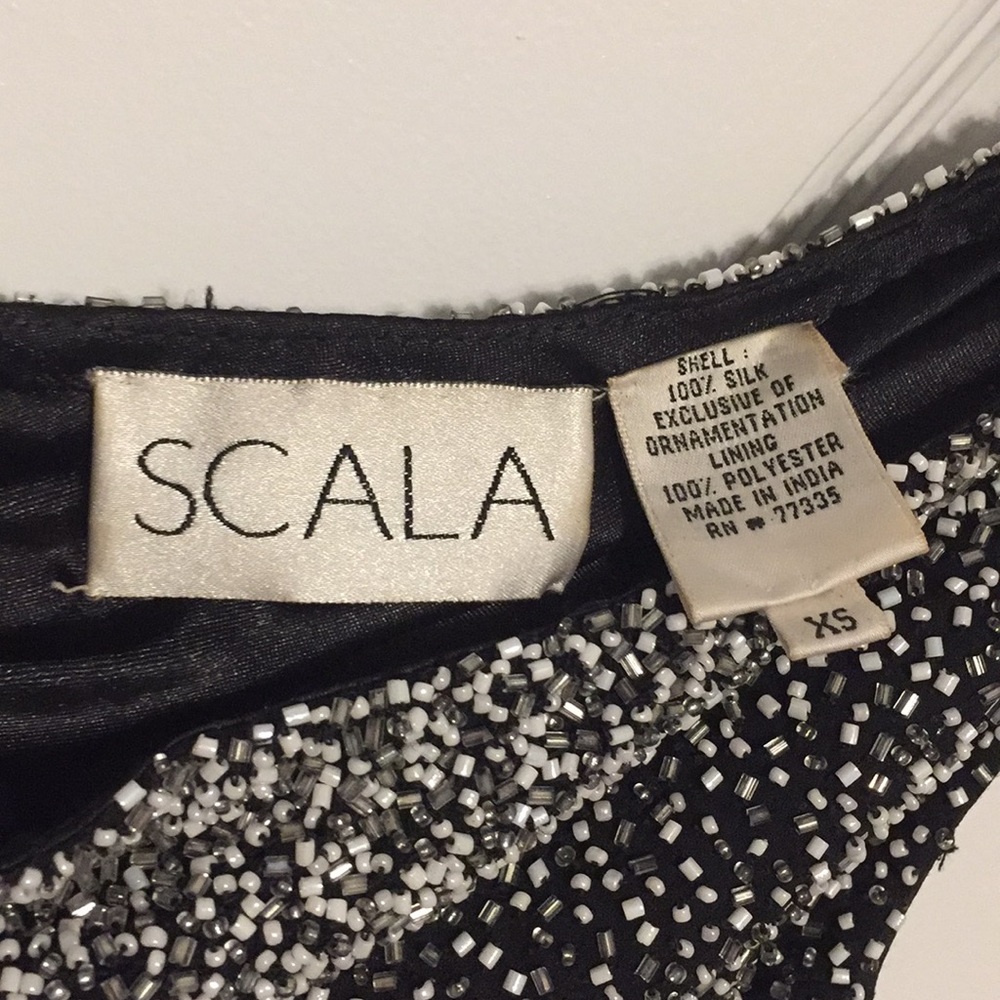 SCALA
SHELL :
100% SILK
EXCLUSIVE OF
ORNAMENTATION
LINING
100% POLYESTER
MADE IN INDIA
RN # 77335
XS